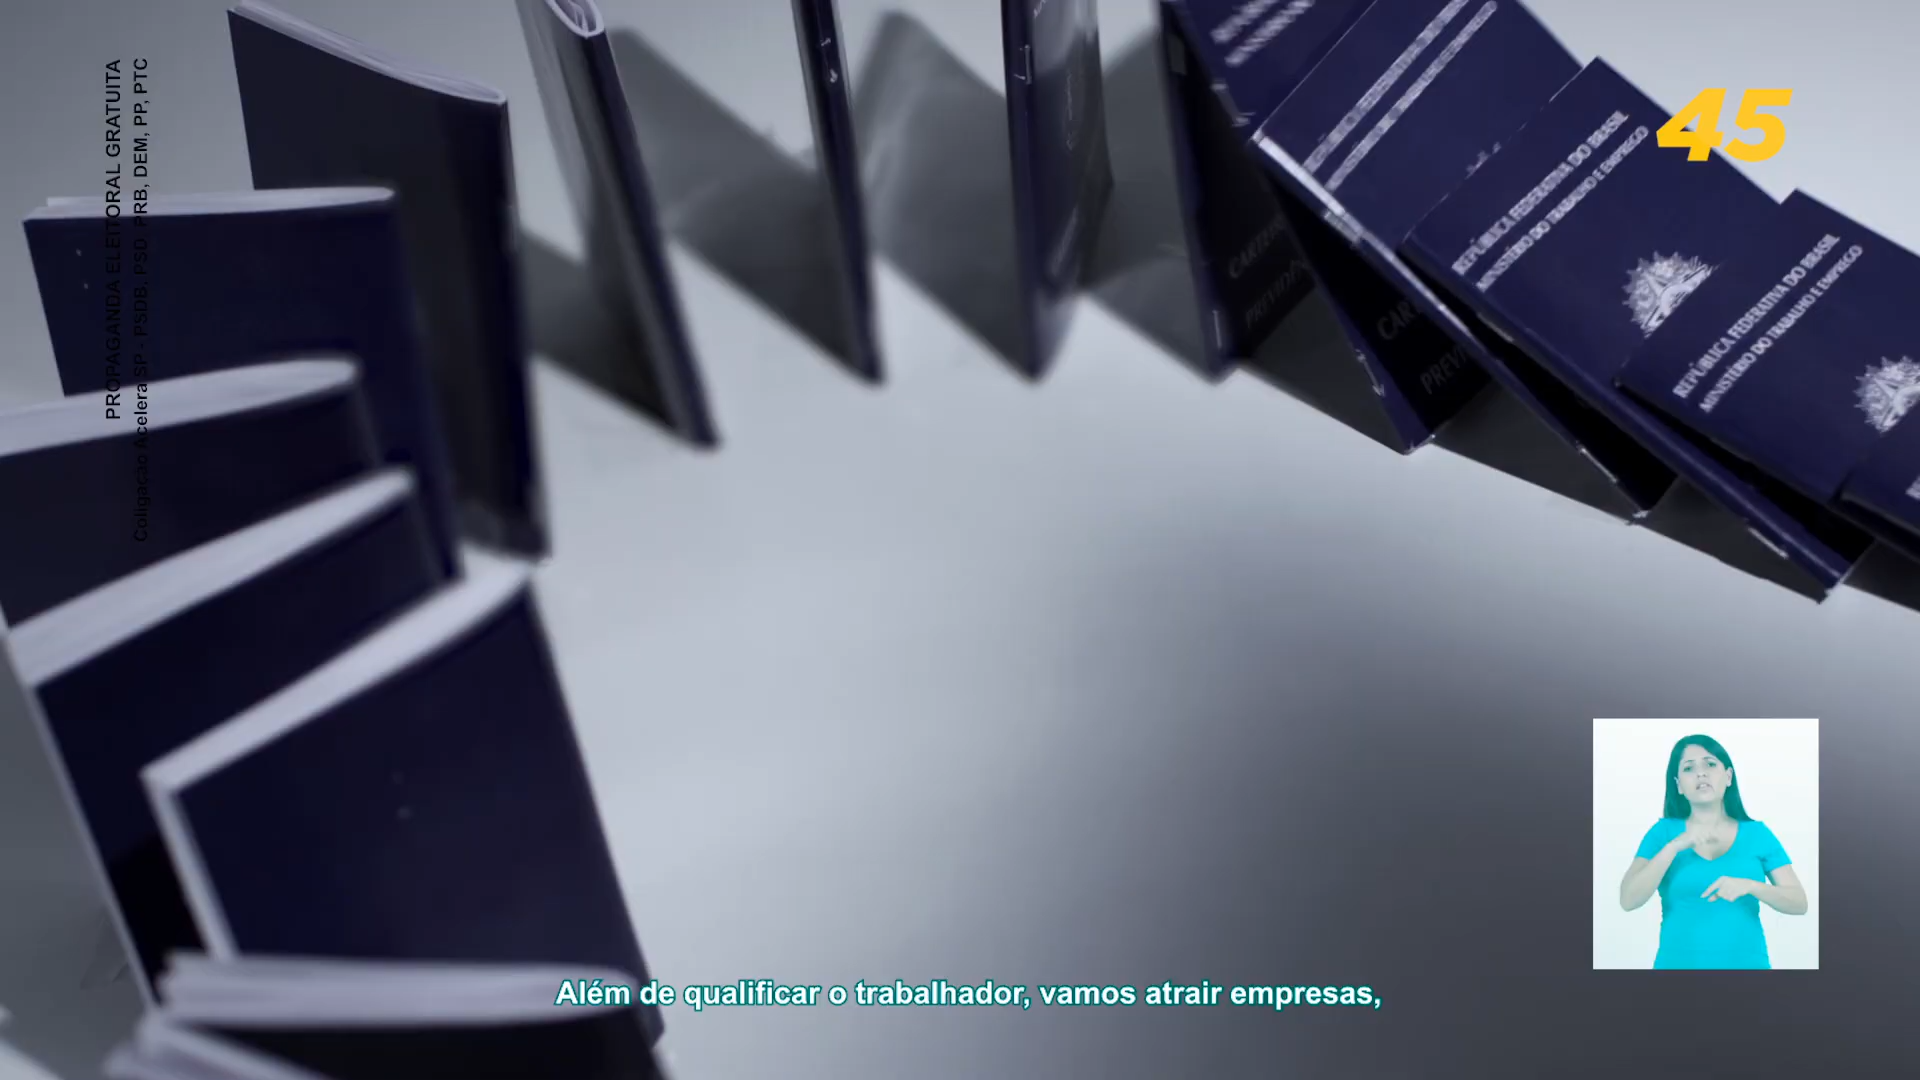 PROPAGANDA ELEITORAL GRATUITA
Coligação Acelera SP - PSDB, PSD PRB, DEM, PP, PTC
45
REPÚBLICA FEDERATIVA DO BRASIL
MINISTÉRIO DO TRABALHO E EMPREGO
REPÚBLICA FEDERATIVA DO BRASIL
MINISTÉRIO DO TRABALHO E EMPREGO
Além de qualificar o trabalhador, vamos atrair empresas,